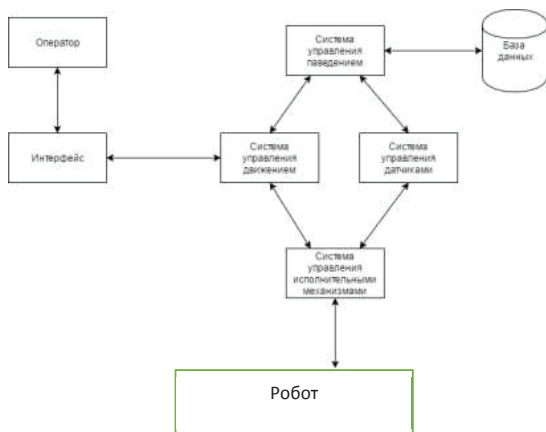 Оператор
Система
управления
паведением
База
данных
Интерфейс
Система
управления
движением
Система
управления
датчиками
Система
управления
исполнительными
механизмами
Робот